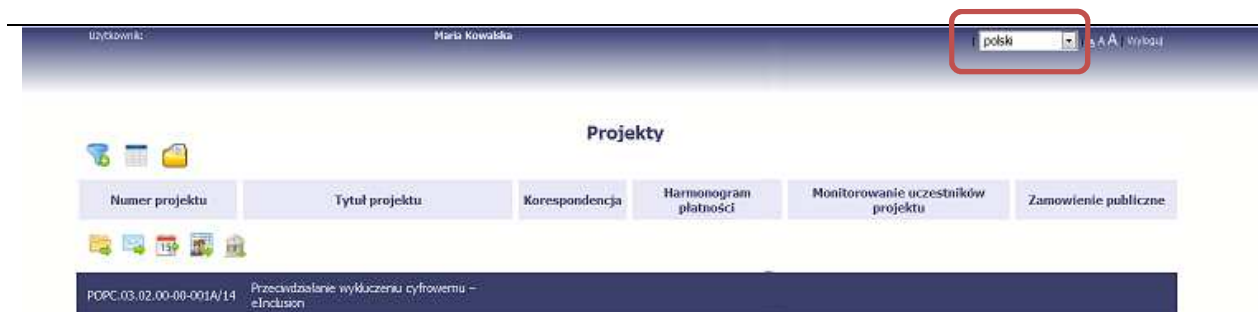 Użytkownik: Maria Kowalska | polski | A A A | Wyloguj
Projekty
Numer projektu Tytuł projektu Korespondencja Harmonogram płatności Monitorowanie uczestników projektu Zamowienie publiczne
POPC.03.02.00-00-001A/14 Przeciwdziałanie wykluczeniu cyfrowemu –
eInclusion